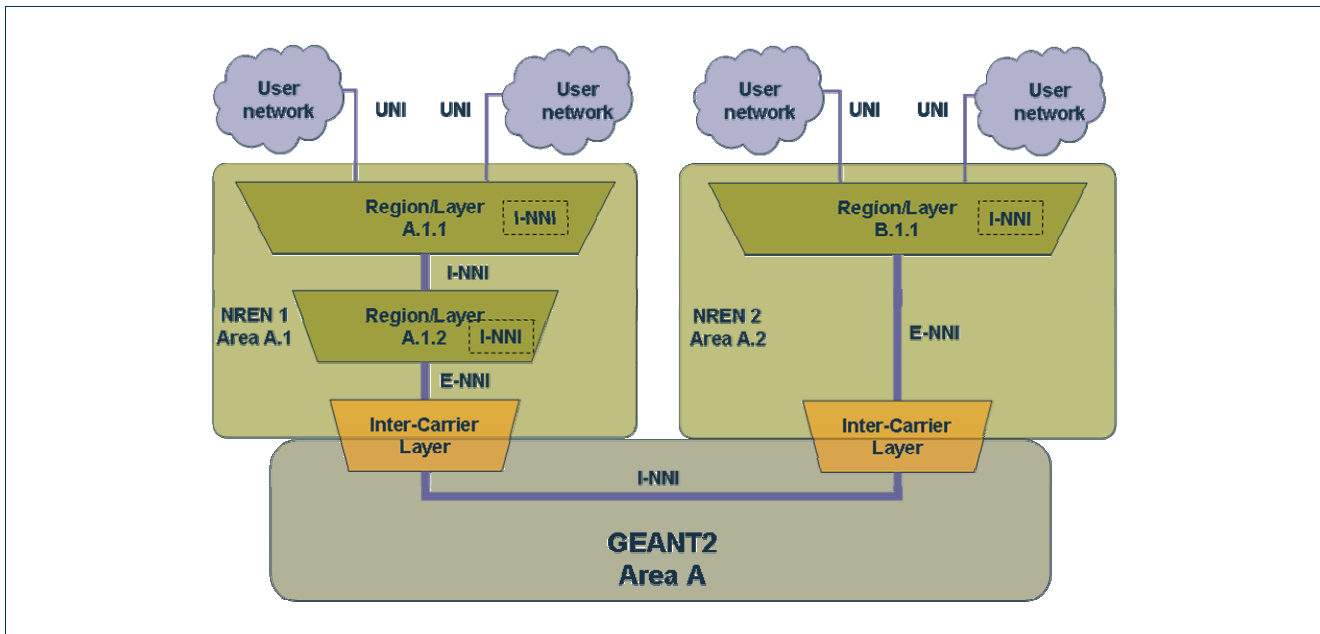 User
network
UNI
UNI
User
network
User
network
UNI
UNI
User
network
Region/Layer
A.1.1
I-NNI
I-NNI
NREN 1
Area A.1
Region/Layer
A.1.2
I-NNI
E-NNI
Inter-Carrier
Layer
Region/Layer
B.1.1
I-NNI
NREN 2
Area A.2
E-NNI
Inter-Carrier
Layer
I-NNI
GEANT2
Area A